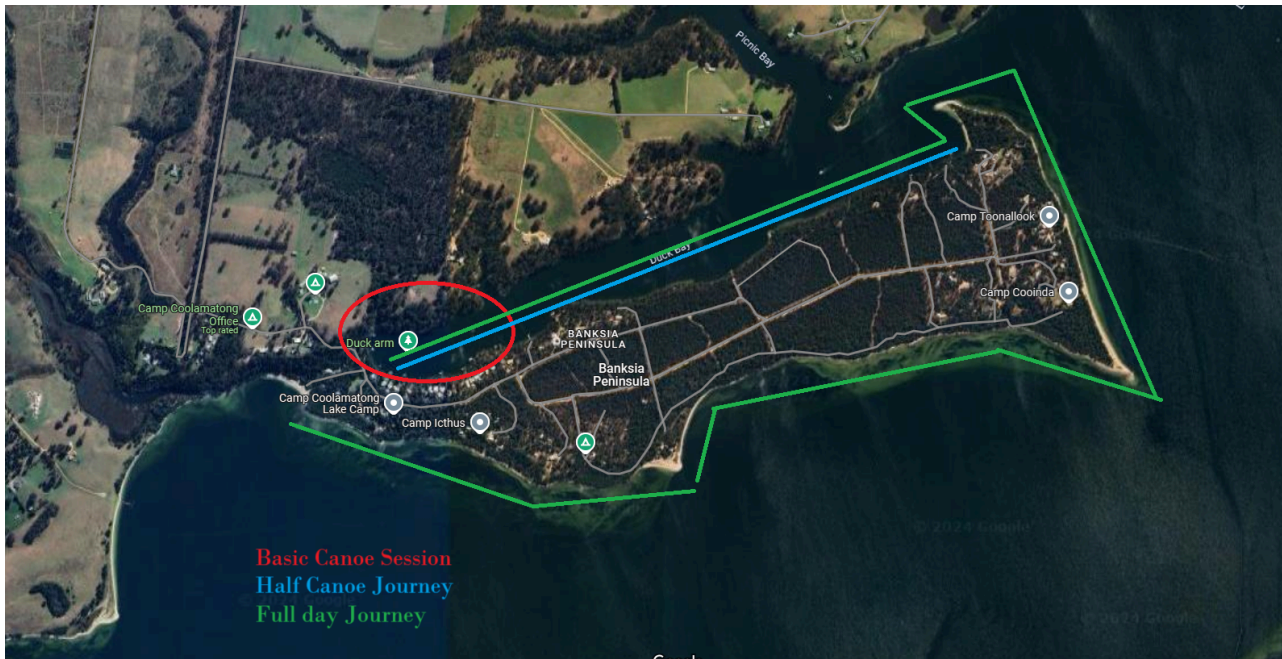 Picnic Bay
Camp Toonallook
Duck Bay
Camp Cooinda
Camp Coolamatong
Office
Top rated
Duck arm
BANKSIA
PENINSULA
Banksia
Peninsula
Camp Coolamatong
Lake Camp
Camp Icthus
© 2024 Google
Basic Canoe Session
Half Canoe Journey
© 2024 Google
Full day Journey
© 2024 Google